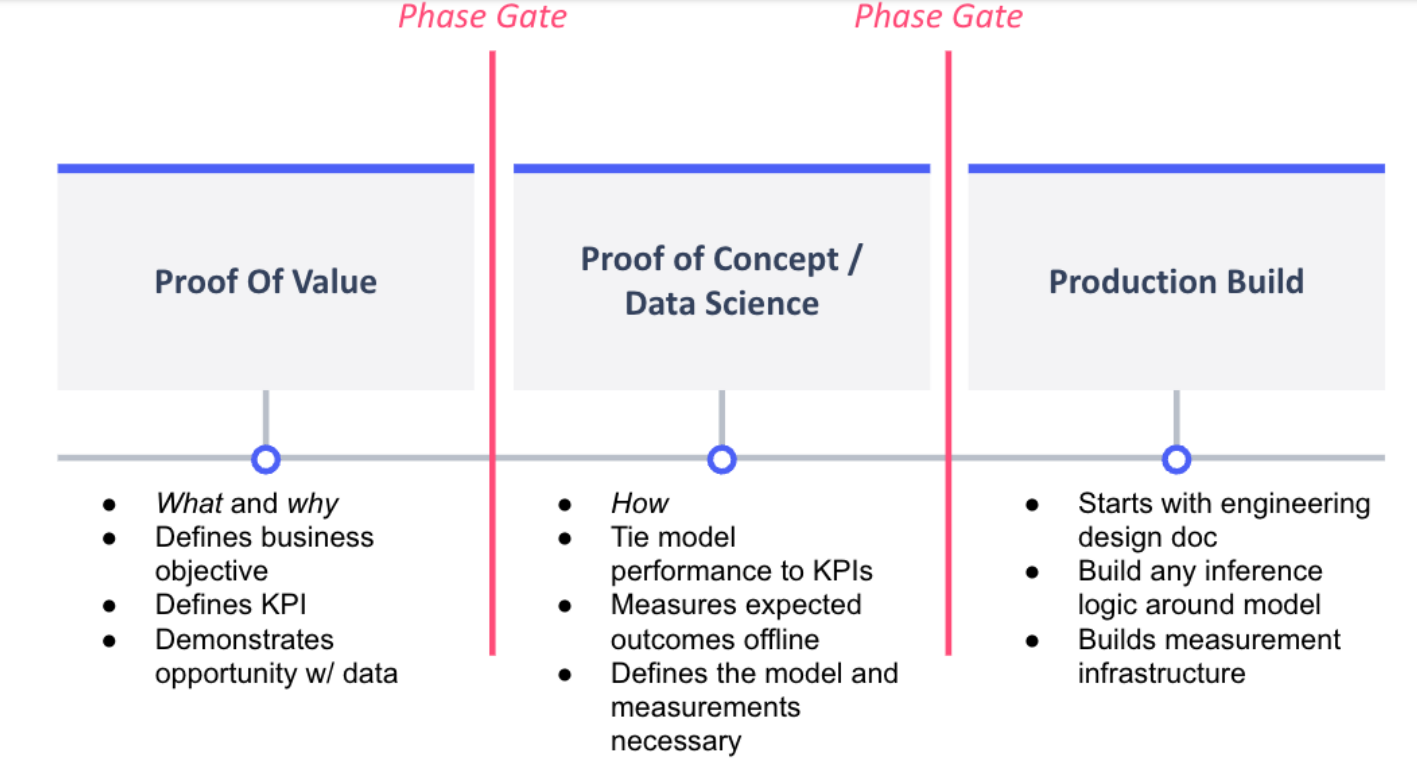 Phase Gate
Phase Gate
Proof Of Value
Proof of Concept /
Data Science
Production Build
● What and why
● Defines business
objective
● Defines KPI
● Demonstrates
opportunity w/ data
● How
● Tie model
performance to KPIs
● Measures expected
outcomes offline
● Defines the model and
measurements
necessary
● Starts with engineering
design doc
● Build any inference
logic around model
● Builds measurement
infrastructure